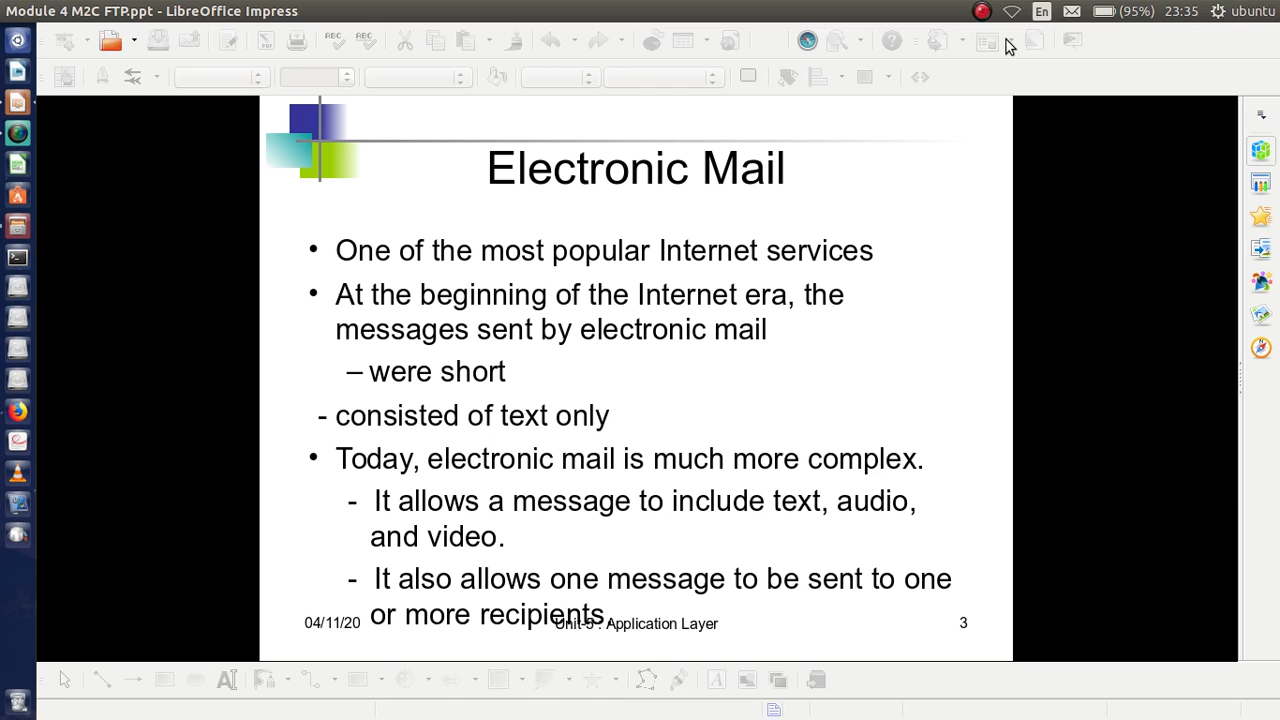 Module 4 M2C FTP.ppt - LibreOffice Impress
En
(95%)
23:35
ubuntu
Electronic Mail
• One of the most popular Internet services
• At the beginning of the Internet era, the
messages sent by electronic mail
– were short
- consisted of text only
• Today, electronic mail is much more complex.
- It allows a message to include text, audio,
and video.
- It also allows one message to be sent to one
or more recipients.
04/11/20
Unit-5 : Application Layer
3